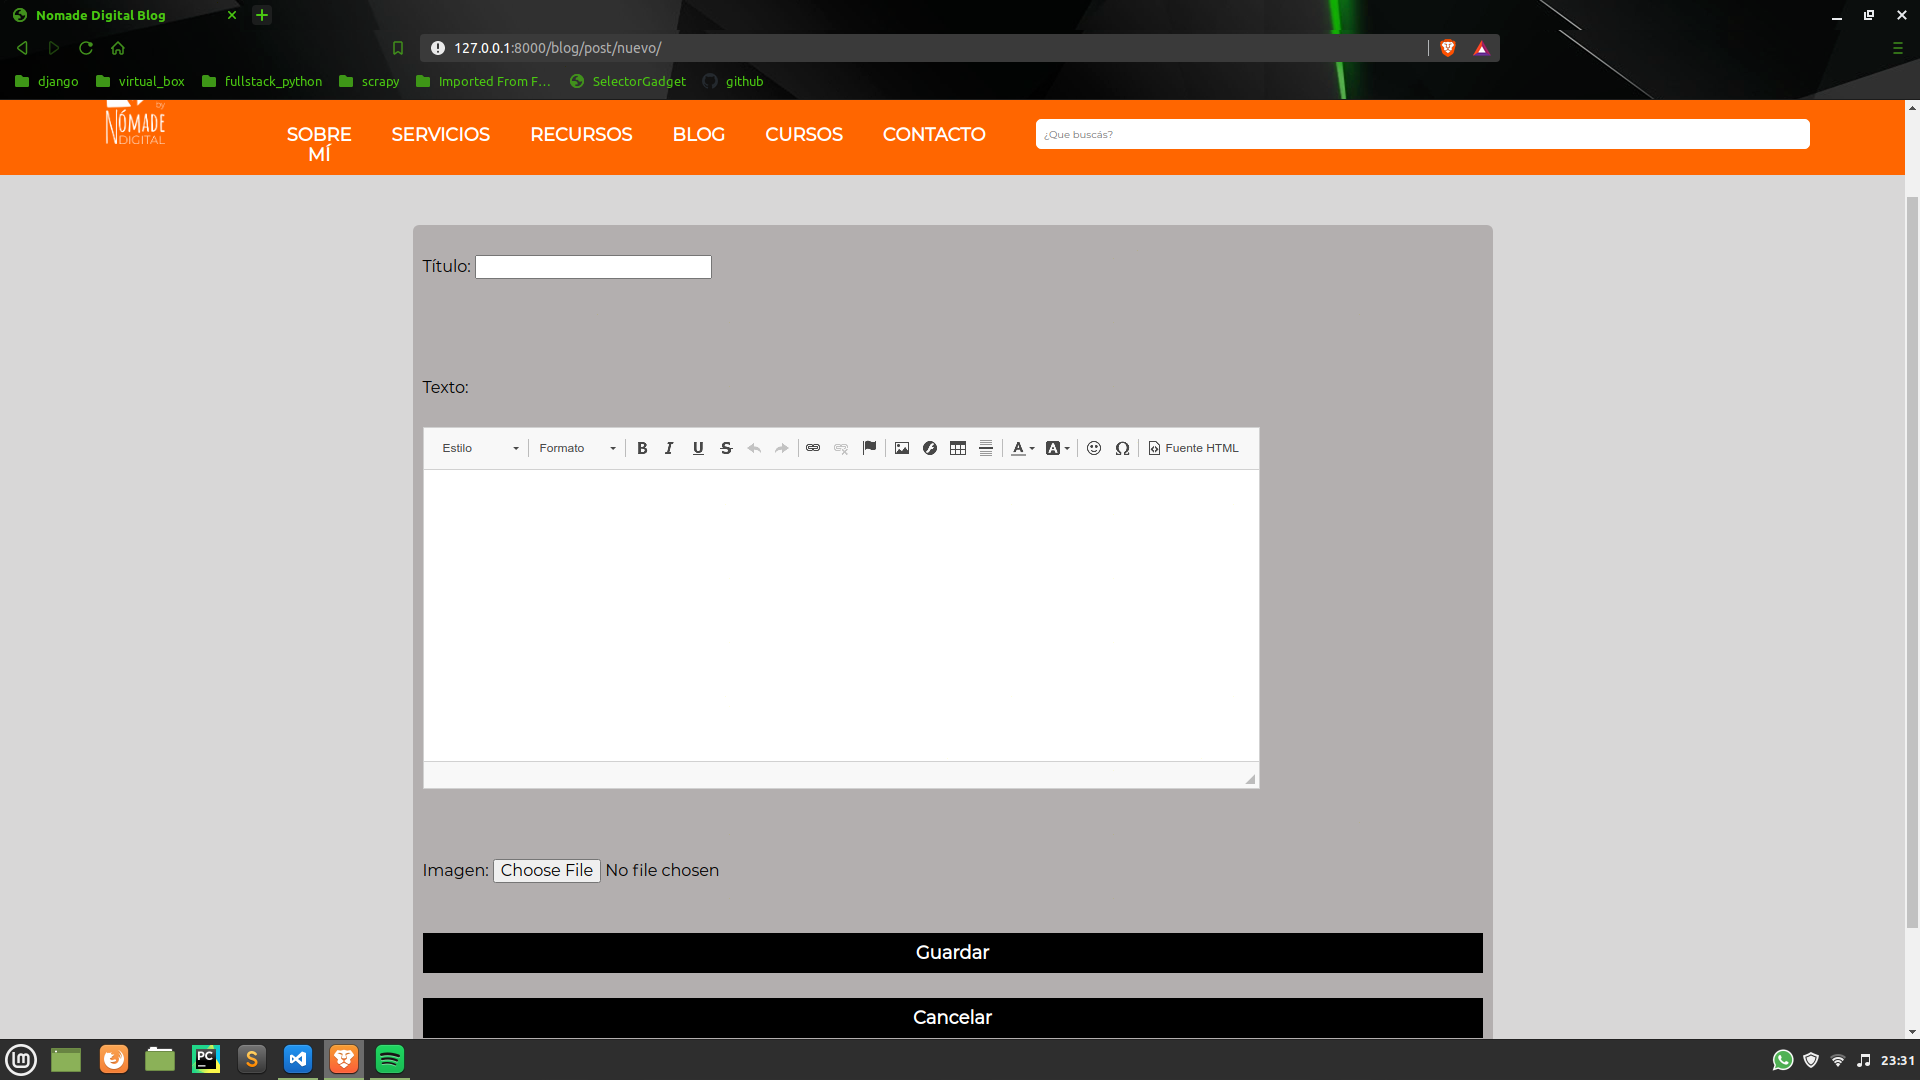 Nomade Digital Blog
127.0.0.1:8000/blog/post/nuevo/
django virtual_box fullstack_python scrapy Imported From F... SelectorGadget github
by
NÓMADE
DIGITAL
SOBRE MÍ SERVICIOS RECURSOS BLOG CURSOS CONTACTO ¿Que buscás?
Título:
Texto:
Estilo Formato B I U S A A Ω Fuente HTML
Imagen: Choose File No file chosen
Guardar
Cancelar
lm PC S 23:31